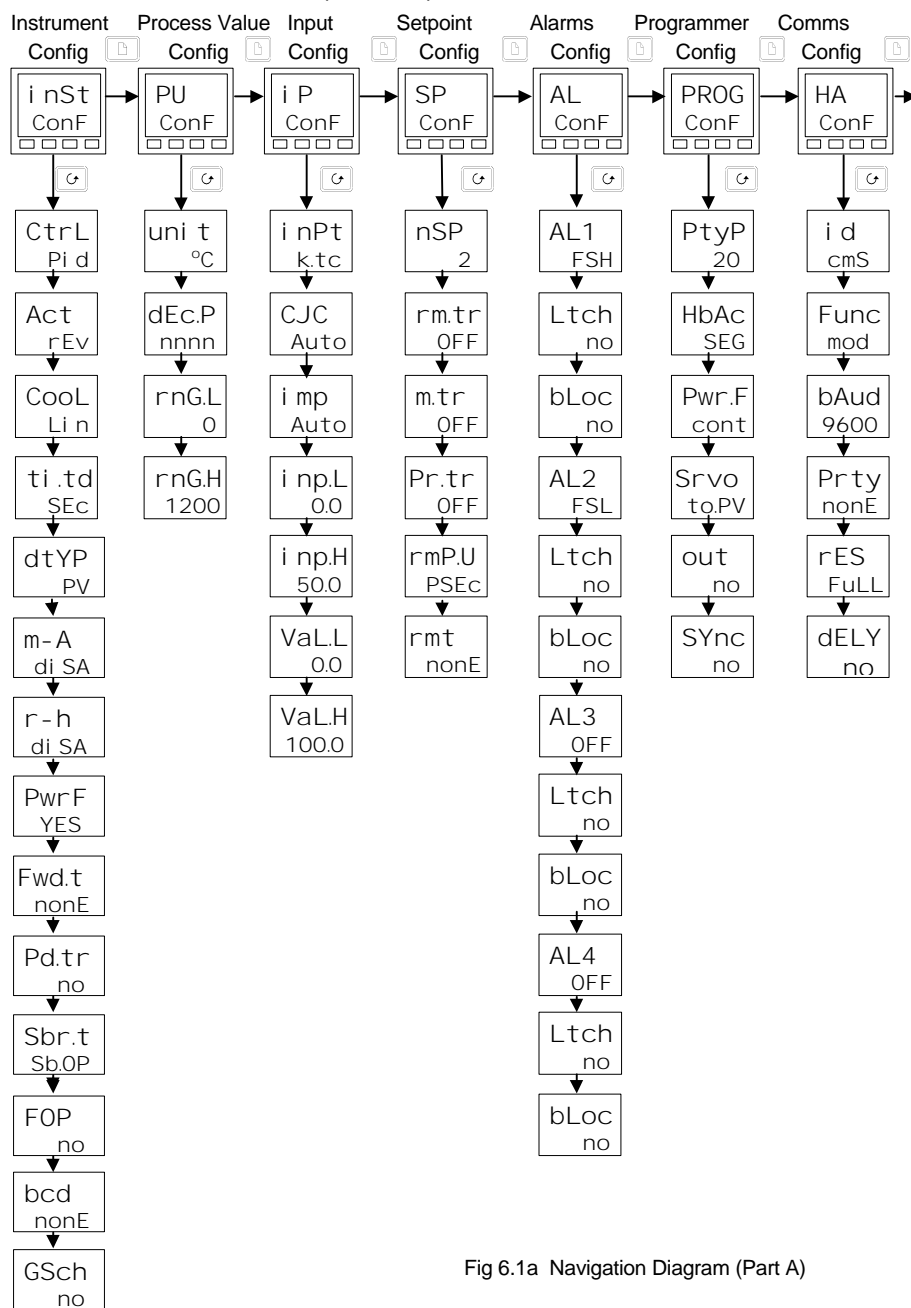 Instrument
Config
inSt
ConF
CtrL
Pid
Act
rEv
CooL
Lin
ti.td
SEc
dtYP
PV
m-A
diSA
r-h
diSA
PwrF
YES
Fwd.t
nonE
Pd.tr
no
Sbr.t
Sb.OP
FOP
no
bcd
nonE
GSch
no
Process Value
Config
PU
ConF
unit
°C
dEc.P
nnnn
rnG.L
0
rnG.H
1200
Input
Config
iP
ConF
inPt
k.tc
CJC
Auto
imp
Auto
inp.L
0.0
inp.H
50.0
VaL.L
0.0
VaL.H
100.0
Setpoint
Config
SP
ConF
nSP
2
rm.tr
OFF
m.tr
OFF
Pr.tr
OFF
rmP.U
PSEc
rmt
nonE
Alarms
Config
AL
ConF
AL1
FSH
Ltch
no
bLoc
no
AL2
FSL
Ltch
no
bLoc
no
AL3
OFF
Ltch
no
bLoc
no
AL4
OFF
Ltch
no
bLoc
no
Programmer
Config
PROG
ConF
PtyP
20
HbAc
SEG
Pwr.F
cont
Srvo
to.PV
out
no
SYnc
no
Comms
Config
HA
ConF
id
cmS
Func
mod
bAud
9600
Prty
nonE
rES
FuLL
dELY
no
Fig 6.1a Navigation Diagram (Part A)